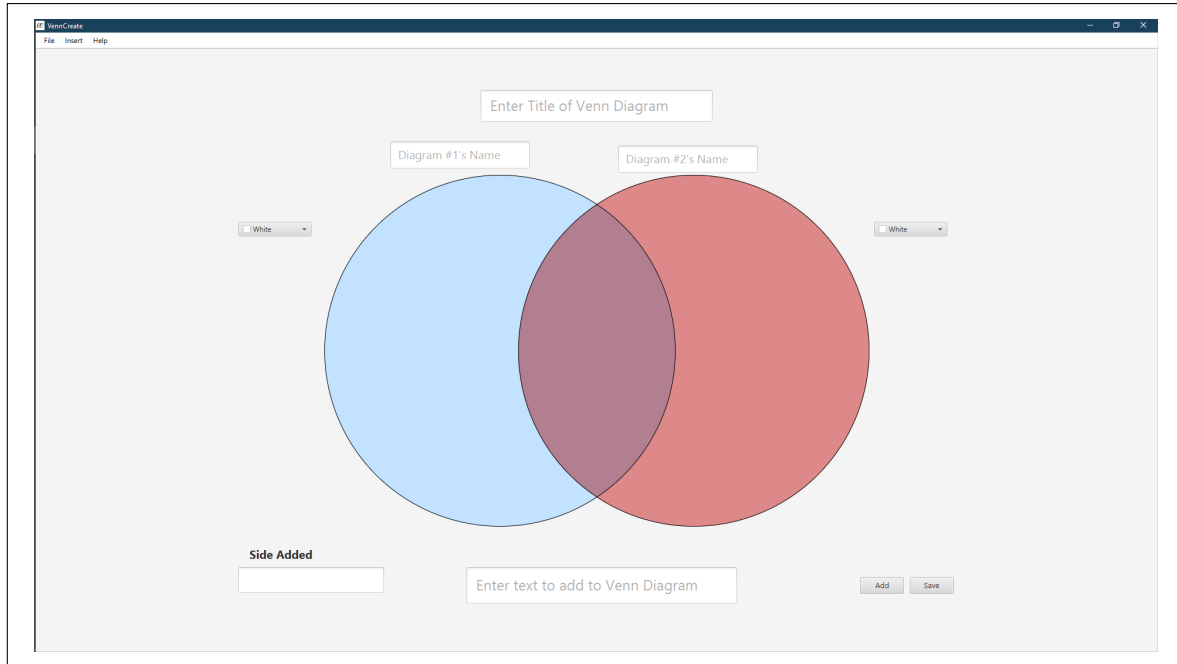 VennCreate
File Insert Help
Enter Title of Venn Diagram
Diagram #1's Name
Diagram #2's Name
White
White
Side Added
Enter text to add to Venn Diagram
Add
Save